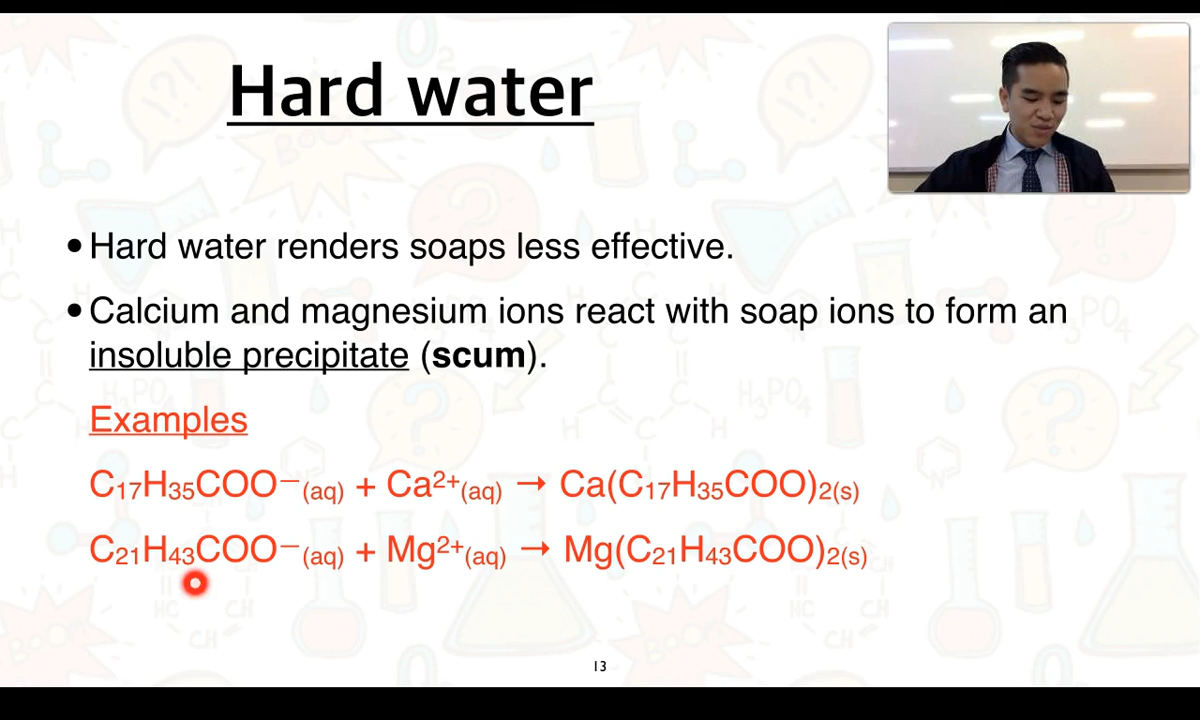 Hard water
• Hard water renders soaps less effective.
• Calcium and magnesium ions react with soap ions to form an
insoluble precipitate (scum).
Examples
C₁₇H₃₅COO⁻(aq) + Ca²⁺(aq) → Ca(C₁₇H₃₅COO)₂(s)
C₂₁H₄₃COO⁻(aq) + Mg²⁺(aq) → Mg(C₂₁H₄₃COO)₂(s)
13